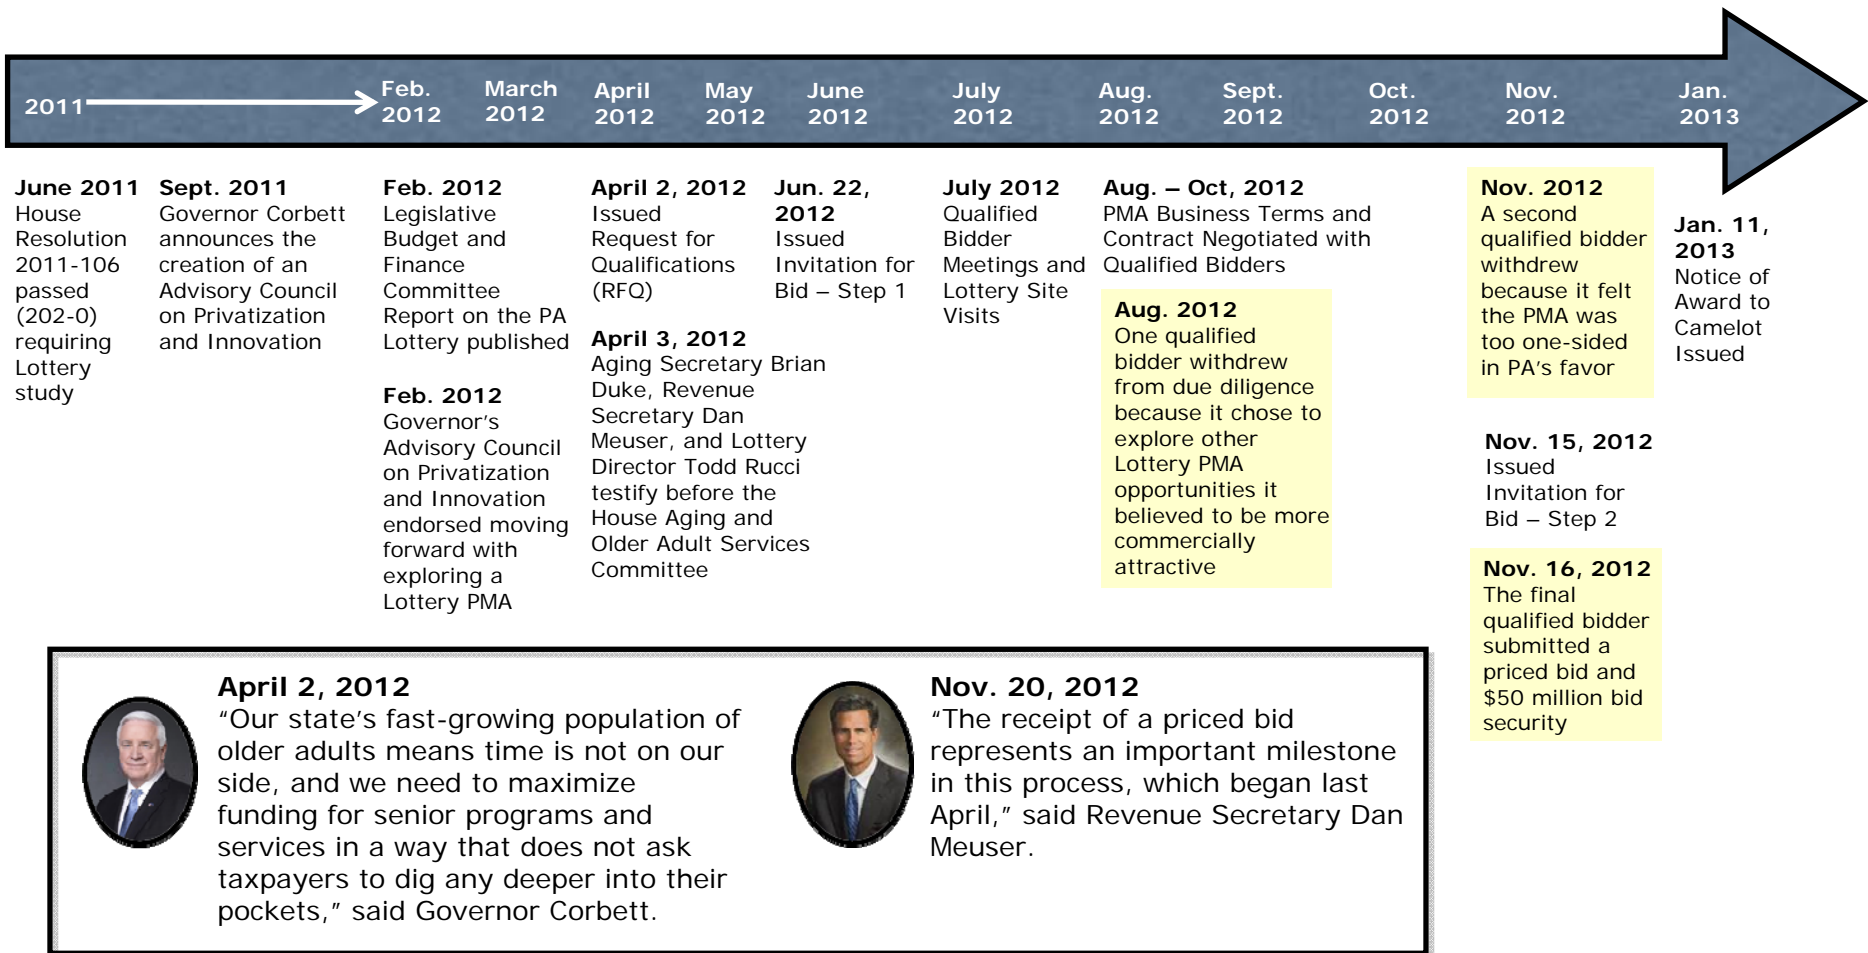 2011
Feb.
2012
March
2012
April
2012
May
2012
June
2012
July
2012
Aug.
2012
Sept.
2012
Oct.
2012
Nov.
2012
Jan.
2013
June 2011
House
Resolution
2011-106
passed
(202-0)
requiring
Lottery
study
Sept. 2011
Governor Corbett
announces the
creation of an
Advisory Council
on Privatization
and Innovation
Feb. 2012
Legislative
Budget and
Finance
Committee
Report on the PA
Lottery published
Feb. 2012
Governor’s
Advisory Council
on Privatization
and Innovation
endorsed moving
forward with
exploring a
Lottery PMA
April 2, 2012
Issued
Request for
Qualifications
(RFQ)
April 3, 2012
Aging Secretary Brian
Duke, Revenue
Secretary Dan
Meuser, and Lottery
Director Todd Rucci
testify before the
House Aging and
Older Adult Services
Committee
Jun. 22,
2012
Issued
Invitation for
Bid – Step 1
July 2012
Qualified
Bidder
Meetings and
Lottery Site
Visits
Aug. – Oct, 2012
PMA Business Terms and
Contract Negotiated with
Qualified Bidders
Aug. 2012
One qualified
bidder withdrew
from due diligence
because it chose to
explore other
Lottery PMA
opportunities it
believed to be more
commercially
attractive
Nov. 2012
A second
qualified bidder
withdrew
because it felt
the PMA was
too one-sided
in PA’s favor
Nov. 15, 2012
Issued
Invitation for
Bid – Step 2
Nov. 16, 2012
The final
qualified bidder
submitted a
priced bid and
$50 million bid
security
Jan. 11,
2013
Notice of
Award to
Camelot
Issued
April 2, 2012
“Our state’s fast-growing population of
older adults means time is not on our
side, and we need to maximize
funding for senior programs and
services in a way that does not ask
taxpayers to dig any deeper into their
pockets,” said Governor Corbett.
Nov. 20, 2012
“The receipt of a priced bid
represents an important milestone
in this process, which began last
April,” said Revenue Secretary Dan
Meuser.